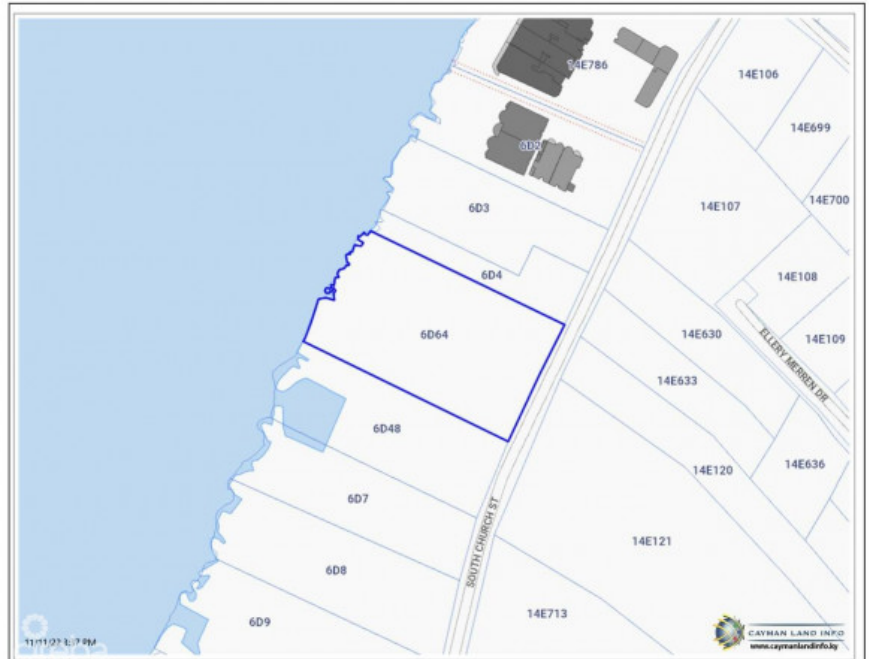 14E786
14E106
14E699
6D2
14E700
6D3
14E107
6D4
14E108
6D64
14E630
14E109
ELLERY MERREN DR
14E633
6D48
14E120
14E636
6D7
SOUTH CHURCH ST
14E121
6D8
14E713
6D9
CAYMAN LAND INFO
www.caymanlandinfo.ky